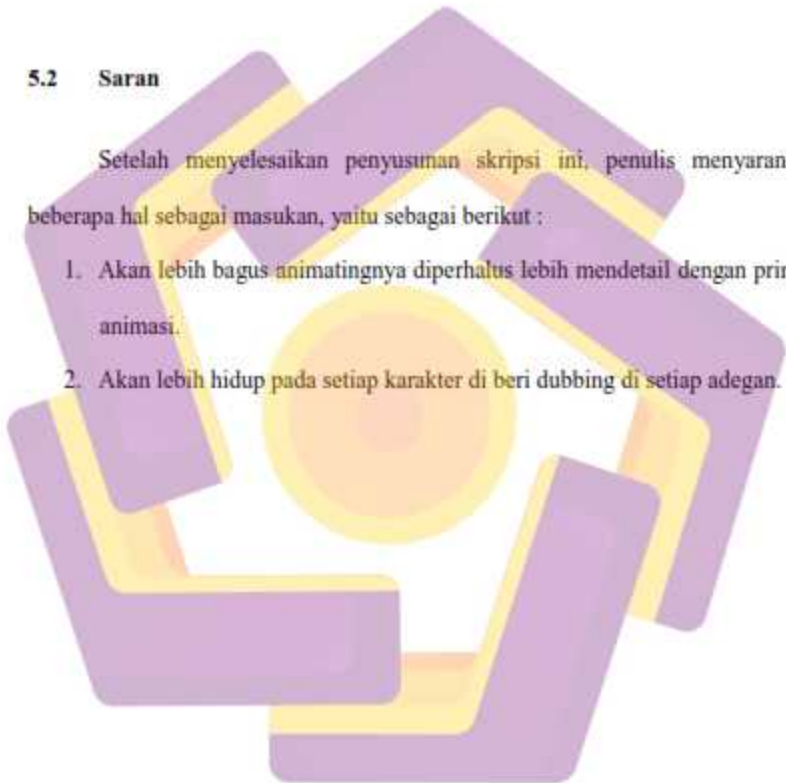 5.2 Saran
Setelah menyelesaikan penyusunan skripsi ini, penulis menyaran
beberapa hal sebagai masukan, yaitu sebagai berikut :
1. Akan lebih bagus animatingnya diperhalus lebih mendetail dengan prin
animasi.
2. Akan lebih hidup pada setiap karakter di beri dubbing di setiap adegan.